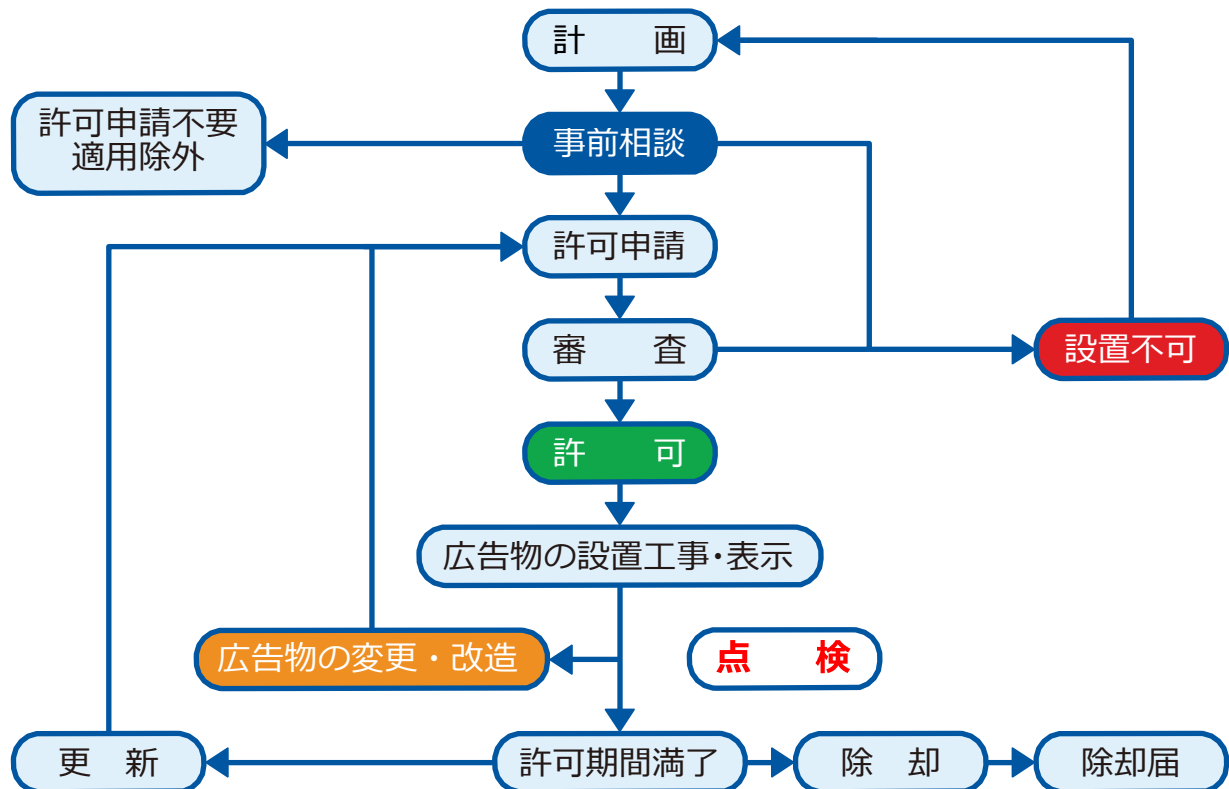 計　画
許可申請不要
適用除外
事前相談
許可申請
審　査
設置不可
許　可
広告物の設置工事・表示
広告物の変更・改造
点　検
更　新
許可期間満了
除　却
除却届